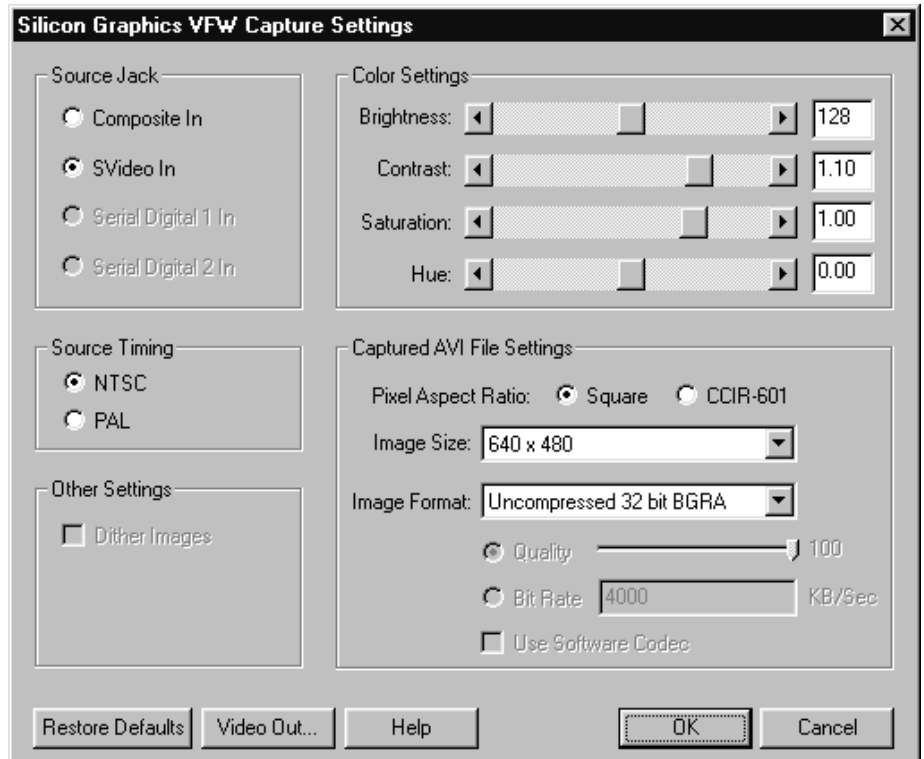 Silicon Graphics VFW Capture Settings
Source Jack
Composite In
SVideo In
Serial Digital 1 In
Serial Digital 2 In
Color Settings
Brightness: 128
Contrast: 1.10
Saturation: 1.00
Hue: 0.00
Source Timing
NTSC
PAL
Other Settings
Dither Images
Captured AVI File Settings
Pixel Aspect Ratio: Square CCIR-601
Image Size: 640 x 480
Image Format: Uncompressed 32 bit BGRA
Quality 100
Bit Rate 4000 KB/Sec
Use Software Codec
Restore Defaults Video Out... Help OK Cancel